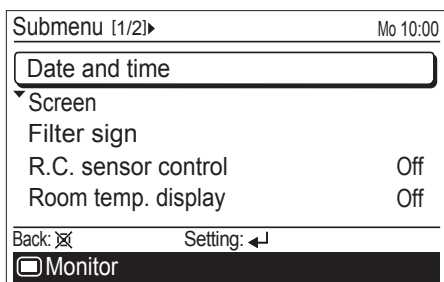 Submenu [1/2]▸ Mo 10:00
Date and time
Screen
Filter sign
R.C. sensor control Off
Room temp. display Off
Back: Setting:
Monitor